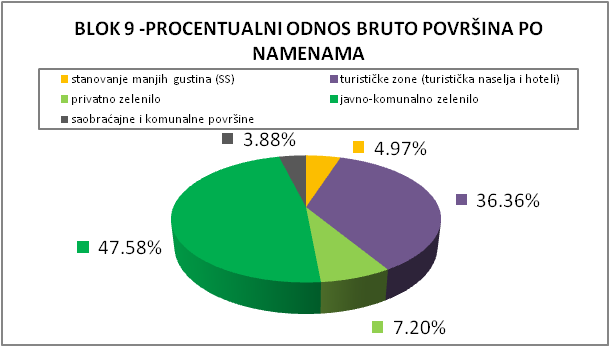 BLOK 9 -PROCENTUALNI ODNOS BRUTO POVRŠINA PO
NAMENAMA
stanovanje manjih gustina (SS)
turističke zone (turistička naselja i hoteli)
privatno zelenilo
javno-komunalno zelenilo
saobraćajne i komunalne površine
3.88%
4.97%
36.36%
47.58%
7.20%